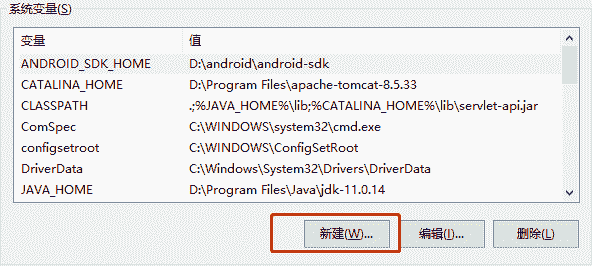 系统变量(S)
变量 值
ANDROID_SDK_HOME D:\android\android-sdk
CATALINA_HOME D:\Program Files\apache-tomcat-8.5.33
CLASSPATH .;%JAVA_HOME%\lib;%CATALINA_HOME%\lib\servlet-api.jar
ComSpec C:\WINDOWS\system32\cmd.exe
configsetroot C:\WINDOWS\ConfigSetRoot
DriverData C:\Windows\System32\Drivers\DriverData
JAVA_HOME D:\Program Files\Java\jdk-11.0.14
新建(W)... 编辑(I)... 删除(L)